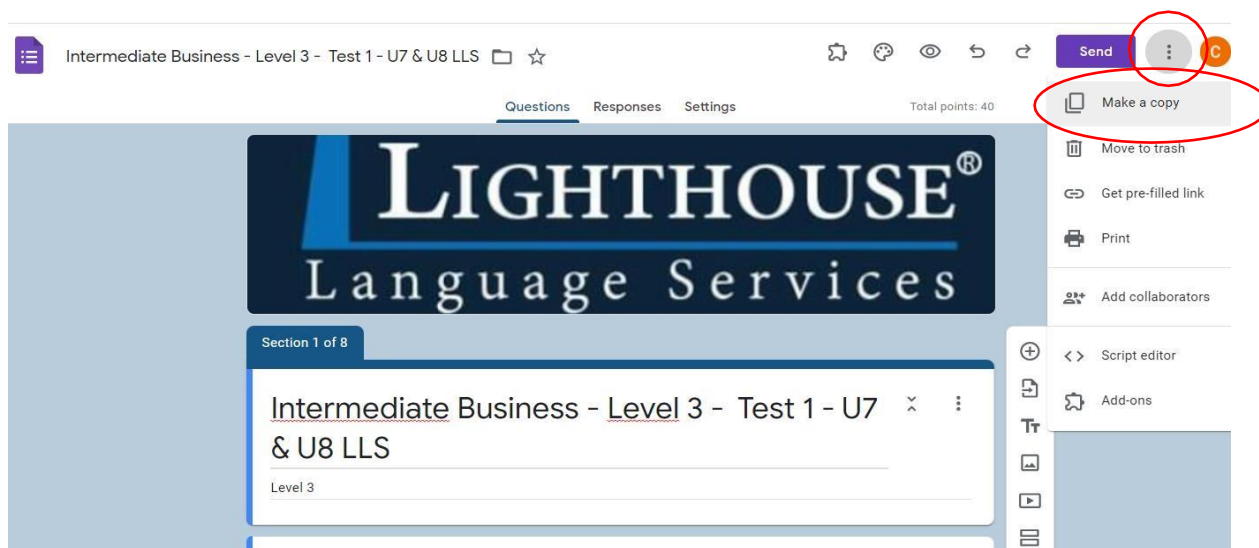 Intermediate Business - Level 3 - Test 1 - U7 & U8 LLS
Send
C
Questions Responses Settings
Total points: 40
Make a copy
Move to trash
Get pre-filled link
Print
Add collaborators
Script editor
Add-ons
LIGHTHOUSE®
Language Services
Section 1 of 8
Intermediate Business - Level 3 - Test 1 - U7
& U8 LLS
Level 3
Tт